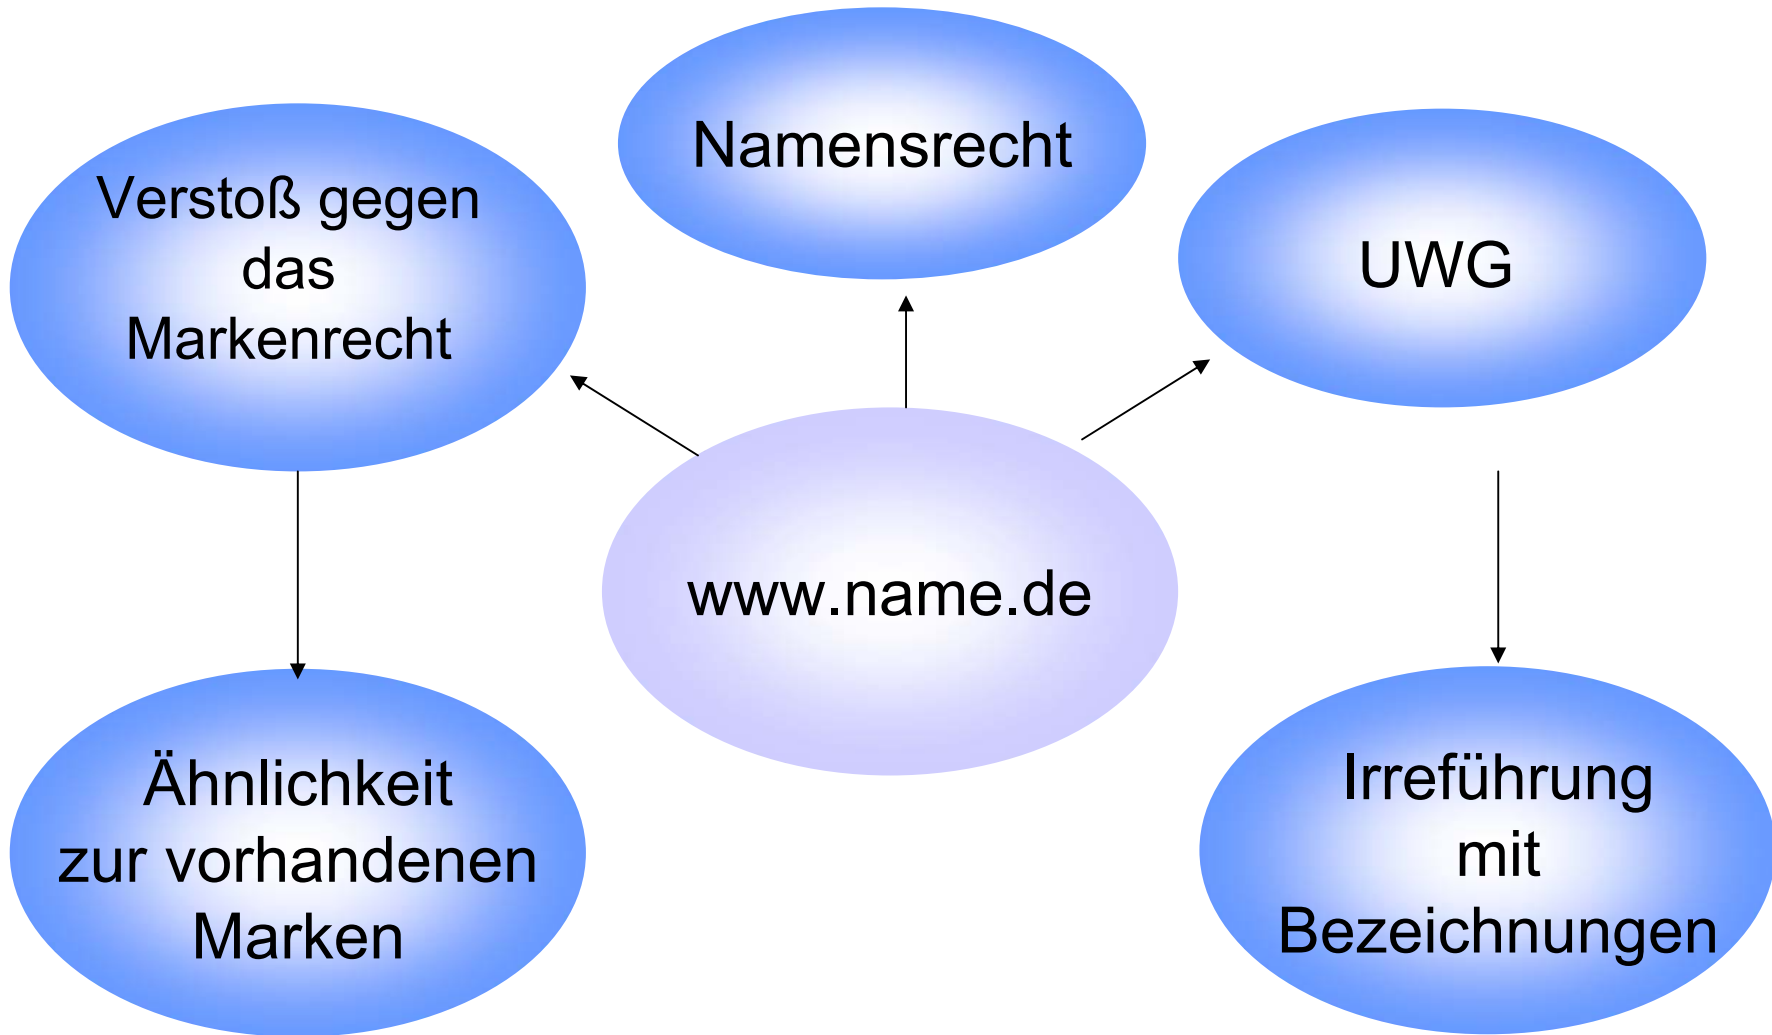 Namensrecht
Verstoß gegen
das
Markenrecht
UWG
www.name.de
Ähnlichkeit
zur vorhandenen
Marken
Irreführung
mit
Bezeichnungen